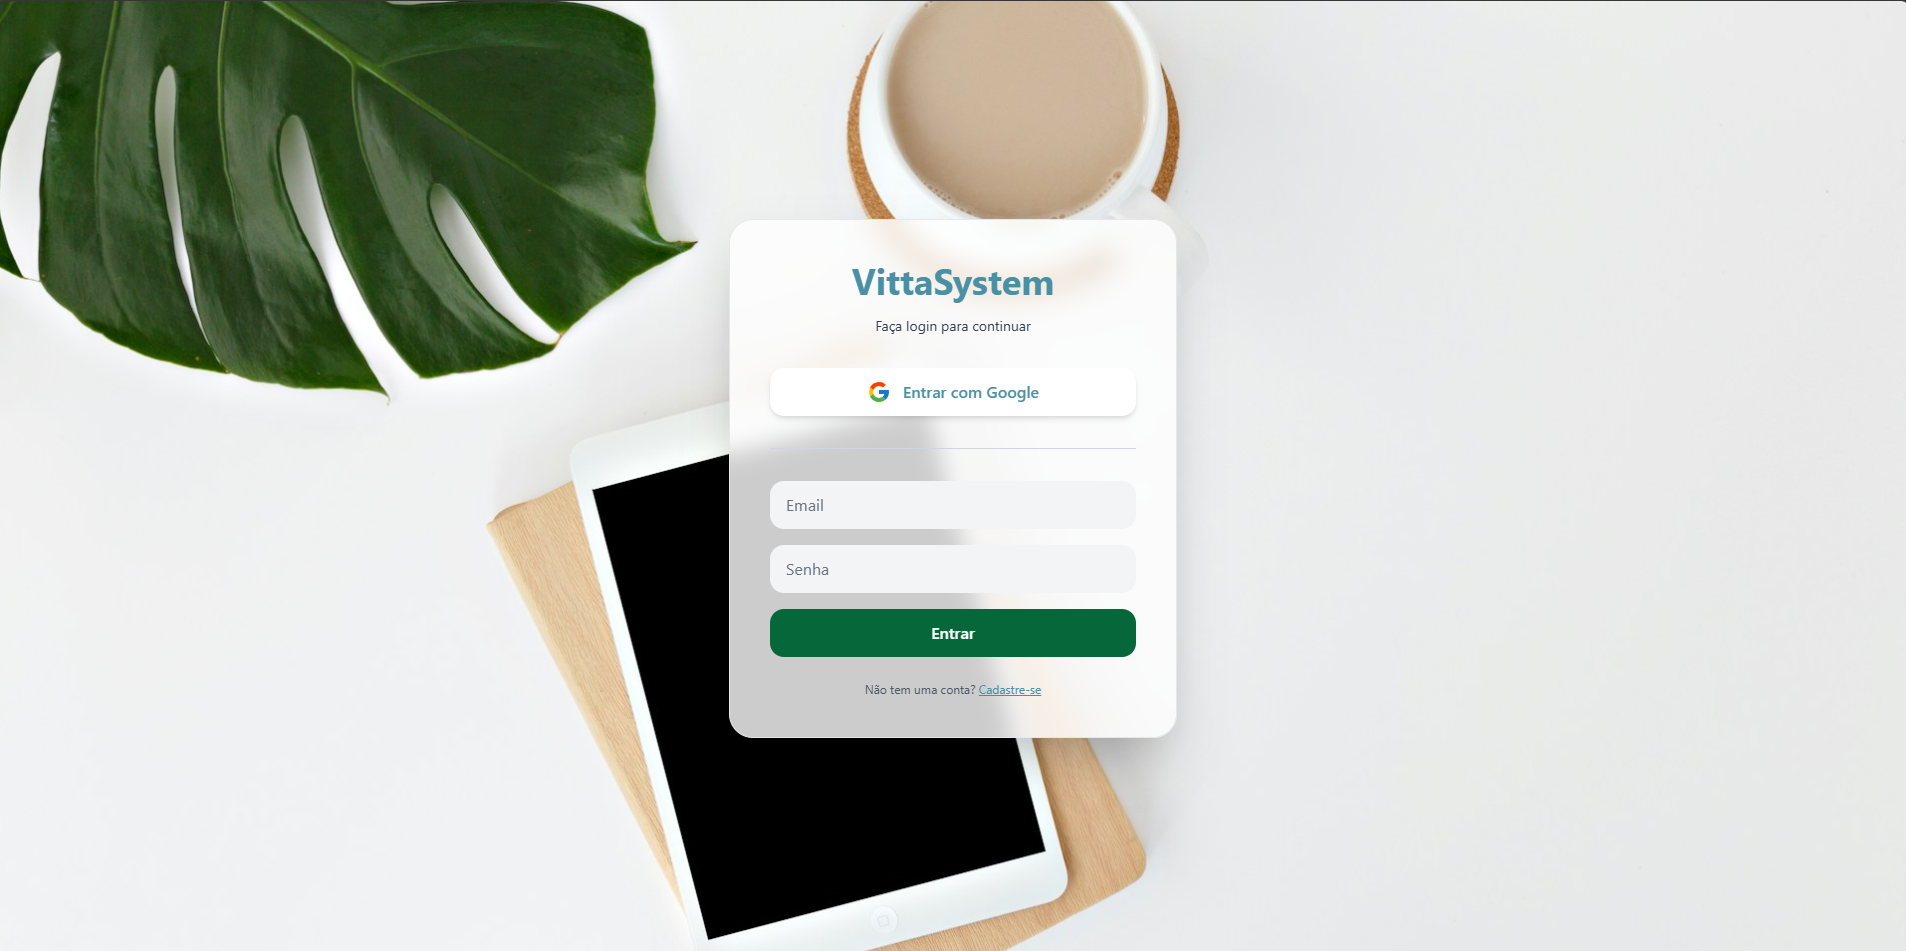 VittaSystem
Faça login para continuar
Entrar com Google
Email
Senha
Entrar
Não tem uma conta? Cadastre-se